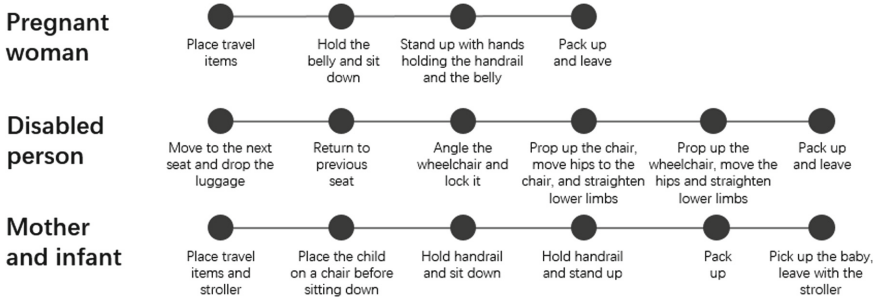 Pregnant
woman
Place travel
items
Hold the
belly and sit
down
Stand up with hands
holding the handrail
and the belly
Pack up
and leave
Disabled
person
Move to the next
seat and drop the
luggage
Return to
previous
seat
Angle the
wheelchair and
lock it
Prop up the chair,
move hips to the
chair, and straighten
lower limbs
Prop up the
wheelchair, move the
hips and straighten
lower limbs
Pack up
and leave
Mother
and infant
Place travel
items and
stroller
Place the child
on a chair before
sitting down
Hold handrail
and sit down
Hold handrail
and stand up
Pack
up
Pick up the baby,
leave with the
stroller